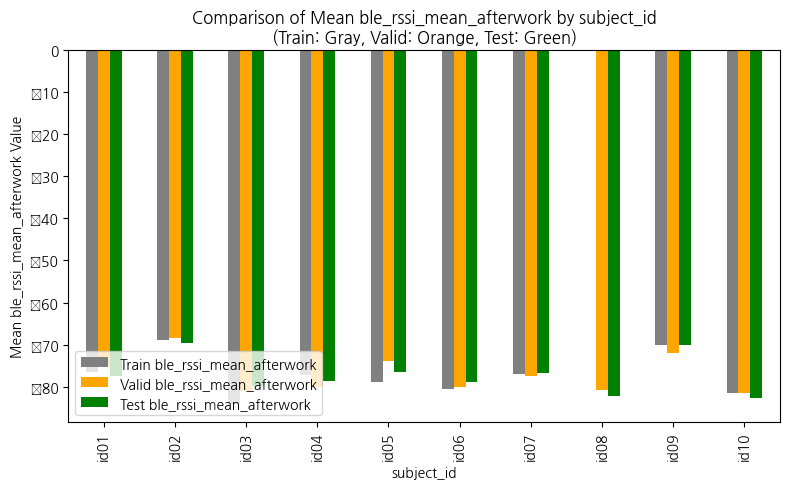 Comparison of Mean ble_rssi_mean_afterwork by subject_id
(Train: Gray, Valid: Orange, Test: Green)
Mean ble_rssi_mean_afterwork Value
0
▯10
▯20
▯30
▯40
▯50
▯60
▯70
▯80
Train ble_rssi_mean_afterwork
Valid ble_rssi_mean_afterwork
Test ble_rssi_mean_afterwork
id01
id02
id03
id04
id05
id06
id07
id08
id09
id10
subject_id